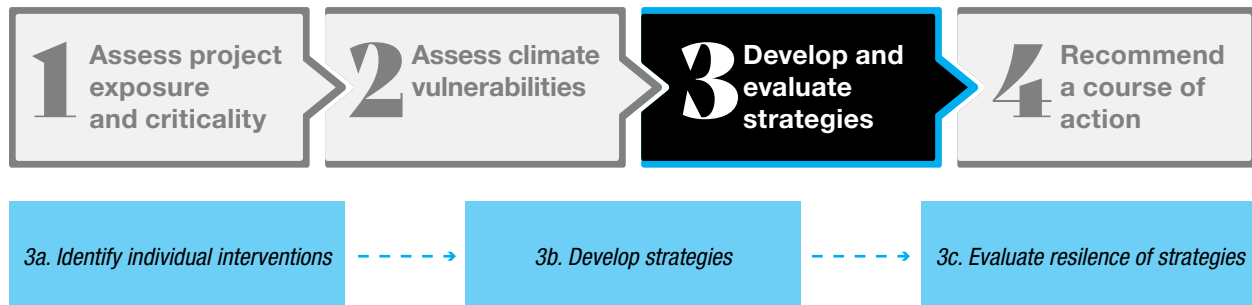 1 Assess project
exposure
and criticality
2 Assess climate
vulnerabilities
3 Develop and
evaluate
strategies
4 Recommend
a course of
action
3a. Identify individual interventions
3b. Develop strategies
3c. Evaluate resilence of strategies